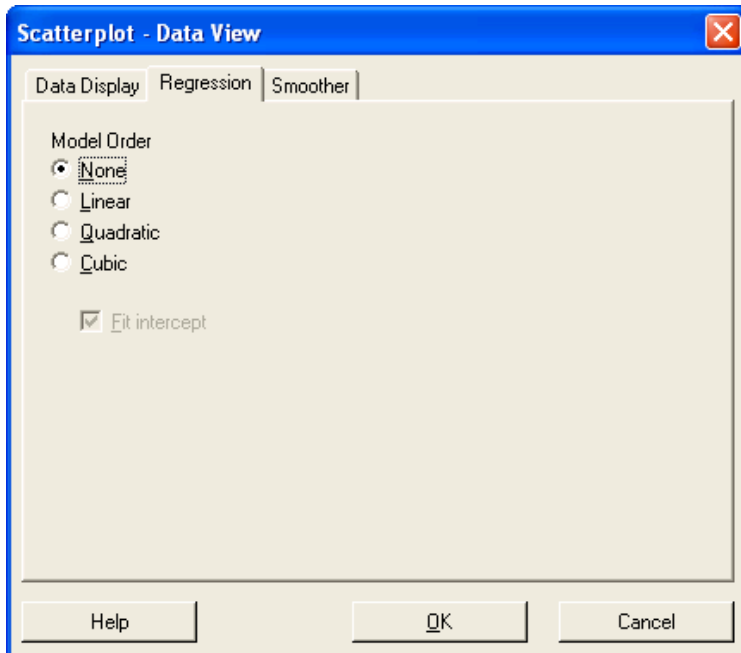 Scatterplot - Data View
Data Display Regression Smoother
Model Order
None
Linear
Quadratic
Cubic
Fit intercept
Help OK Cancel